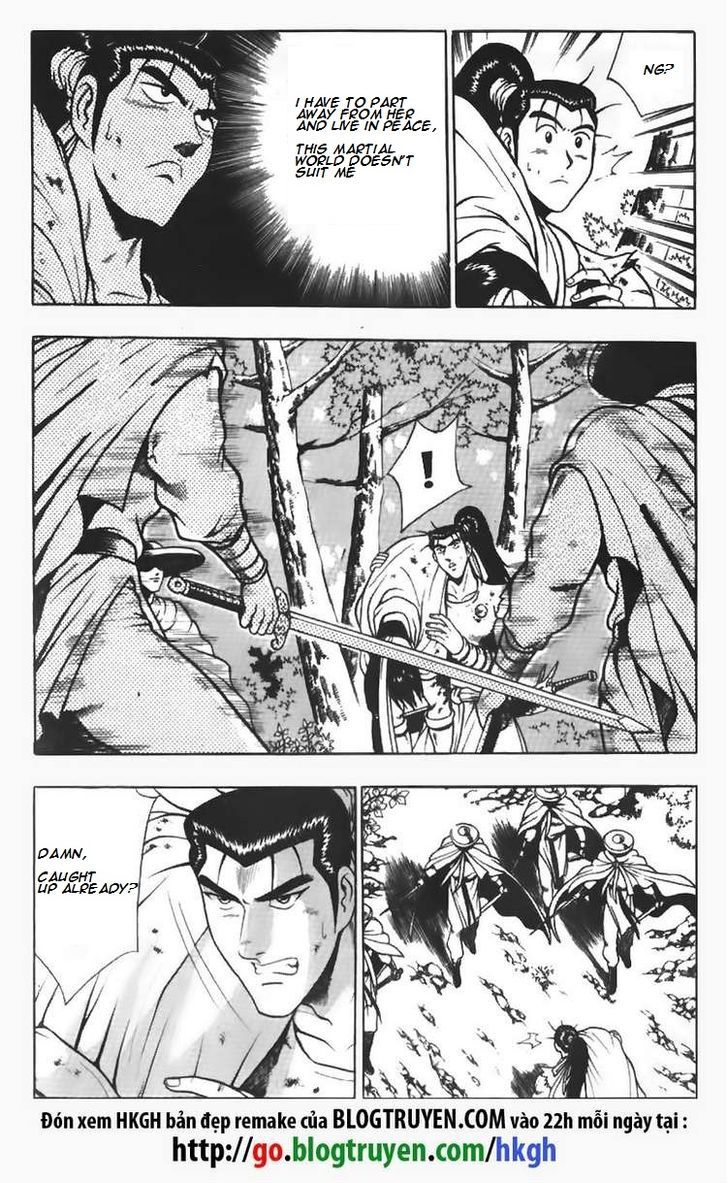 I HAVE TO PART
AWAY FROM HER
AND LIVE IN PEACE,
THIS MARTIAL
WORLD DOESN'T
SUIT ME
NG?
!
DAMN,
CAUGHT
UP ALREADY?
Đón xem HKGH bản đẹp remake của BLOGTRUYEN.COM vào 22h mỗi ngày tại :
http://go.blogtruyen.com/hkgh